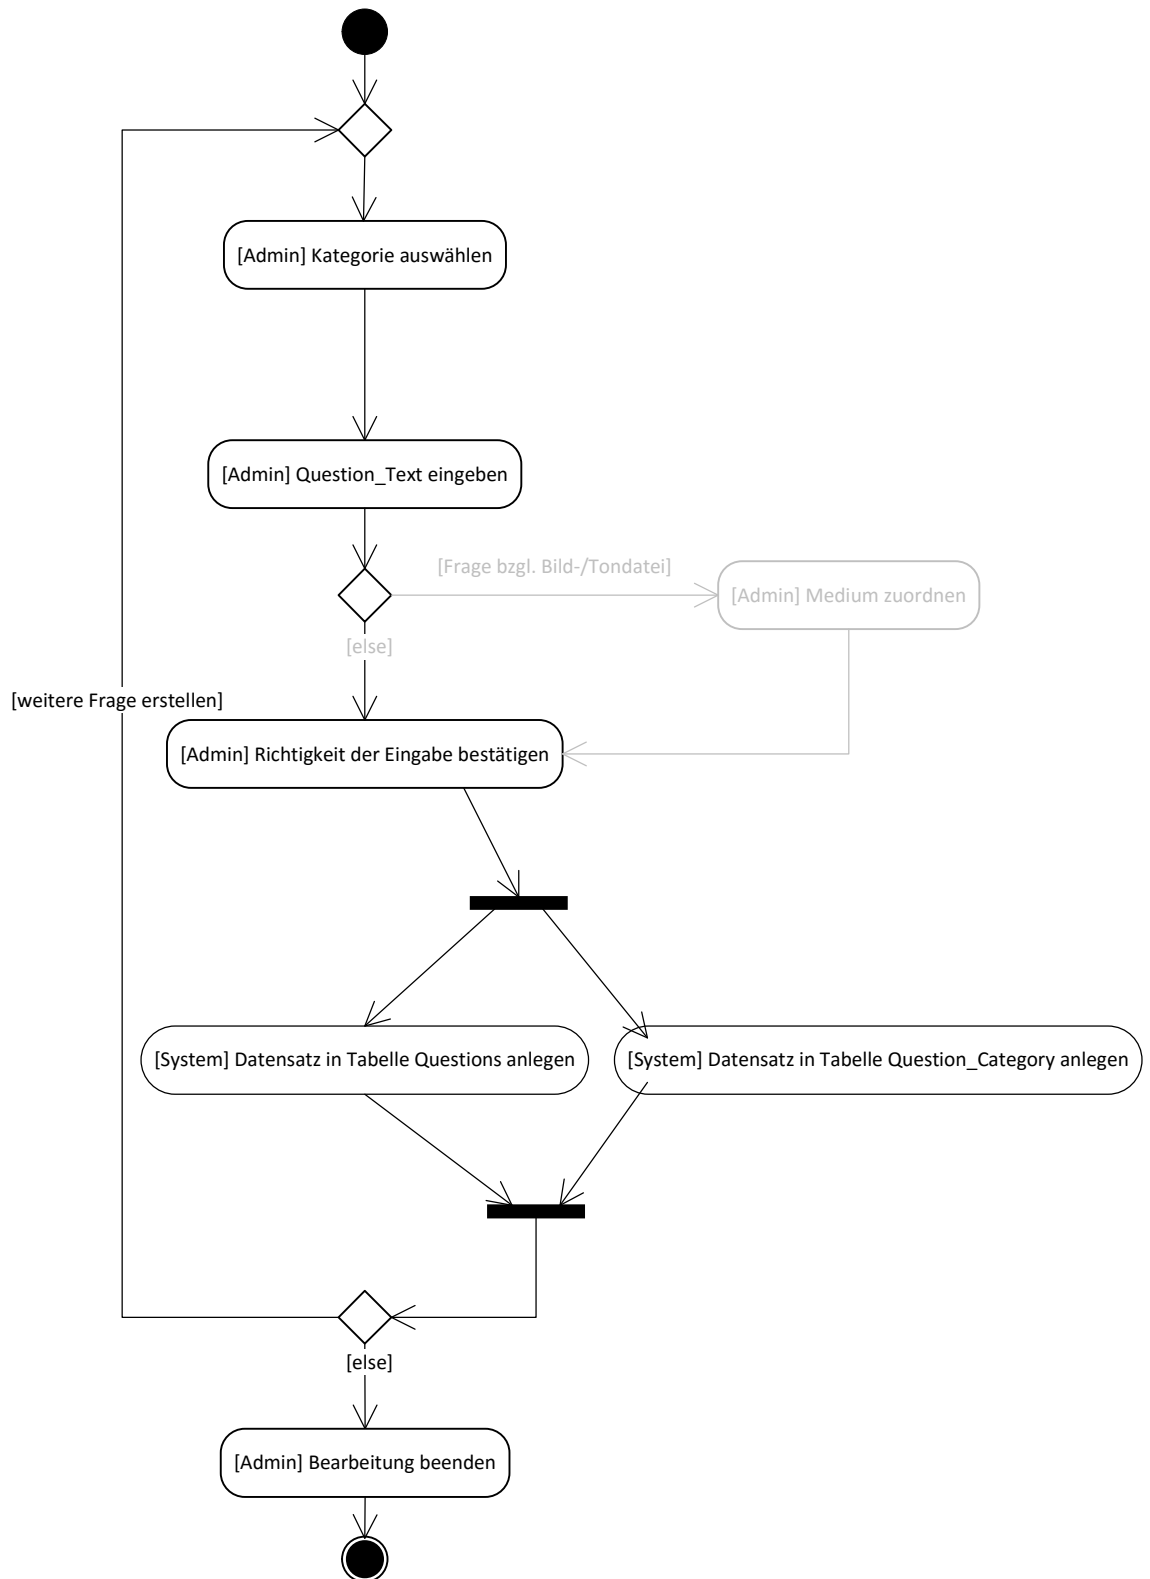 [Admin] Kategorie auswählen
[Admin] Question_Text eingeben
[Frage bzgl. Bild-/Tondatei]
[Admin] Medium zuordnen
[else]
[weitere Frage erstellen]
[Admin] Richtigkeit der Eingabe bestätigen
[System] Datensatz in Tabelle Questions anlegen
[System] Datensatz in Tabelle Question_Category anlegen
[else]
[Admin] Bearbeitung beenden